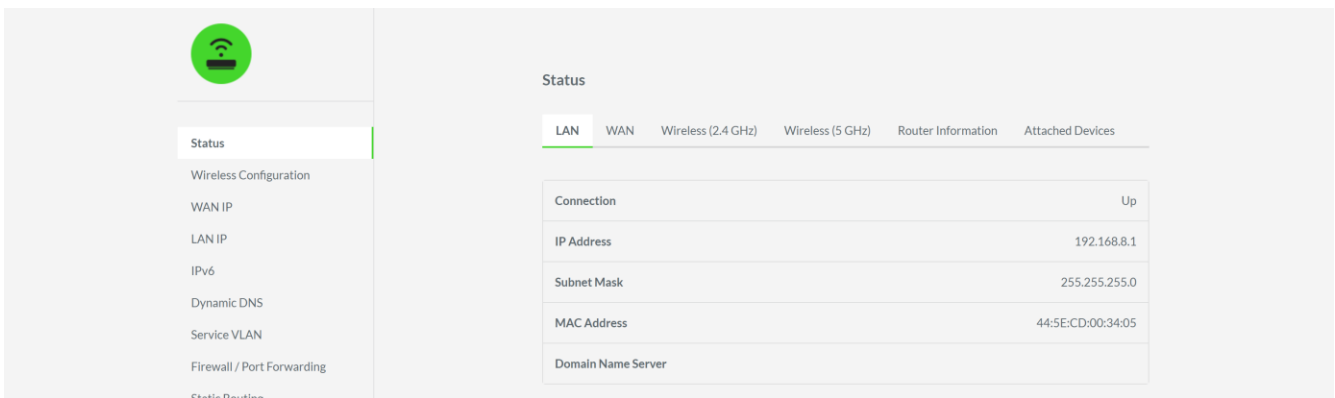 Status
Wireless Configuration
WAN IP
LAN IP
IPv6
Dynamic DNS
Service VLAN
Firewall / Port Forwarding
Static Routing
Status
LAN WAN Wireless (2.4 GHz) Wireless (5 GHz) Router Information Attached Devices
Connection Up
IP Address 192.168.8.1
Subnet Mask 255.255.255.0
MAC Address 44:5E:CD:00:34:05
Domain Name Server